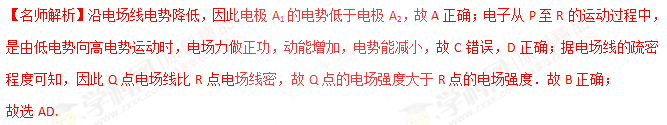 【名师解析】沿电场线电势降低，因此电极 A₁的电势低于电极 A₂，故 A 正确；电子从 P 至 R 的运动过程中，
是由低电势向高电势运动时，电场力做正功，动能增加，电势能减小，故 C 错误，D 正确；据电场线的疏密
程度可知，因此 Q 点电场线比 R 点电场线密，故 Q 点的电场强度大于 R 点的电场强度．故 B 正确；
故选 AD.